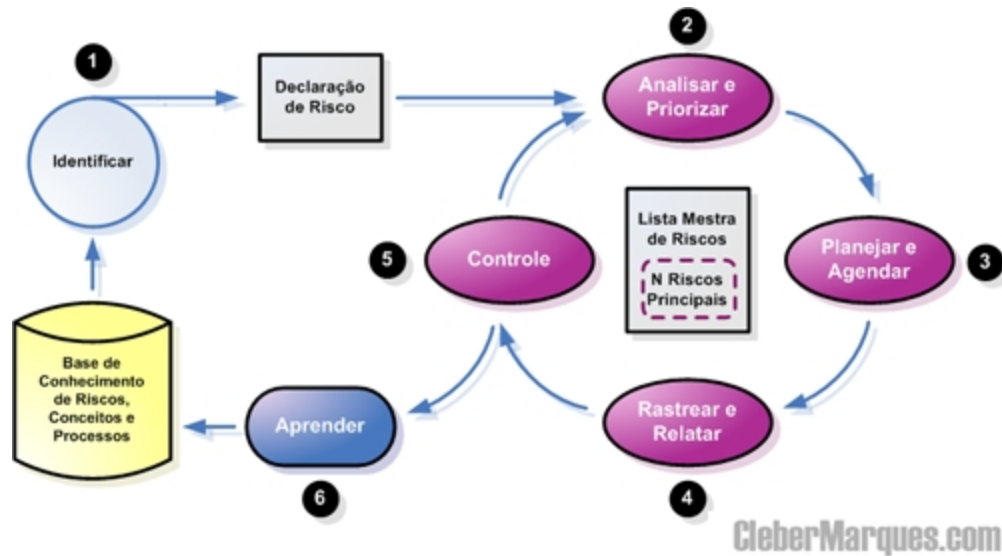 1
Identificar
Declaração
de Risco
2
Analisar e
Priorizar
Lista Mestra
de Riscos
N Riscos
Principais
Planejar e
Agendar
3
5
Controle
Rastrear e
Relatar
4
Aprender
6
Base de
Conhecimento
de Riscos,
Conceitos e
Processos
CleberMarques.com